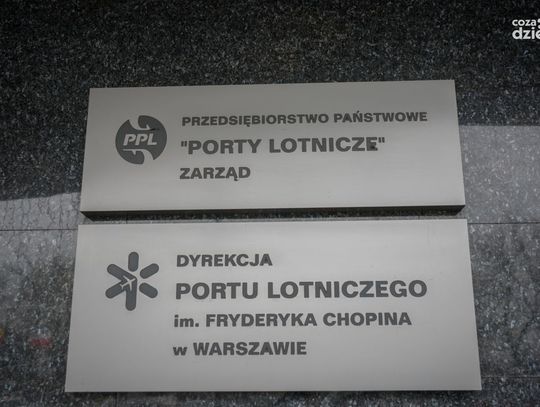 PPL
PRZEDSIĘBIORSTWO PAŃSTWOWE
"PORTY LOTNICZE"
ZARZĄD
DYREKCJA
PORTU LOTNICZEGO
im. FRYDERYKA CHOPINA
w WARSZAWIE